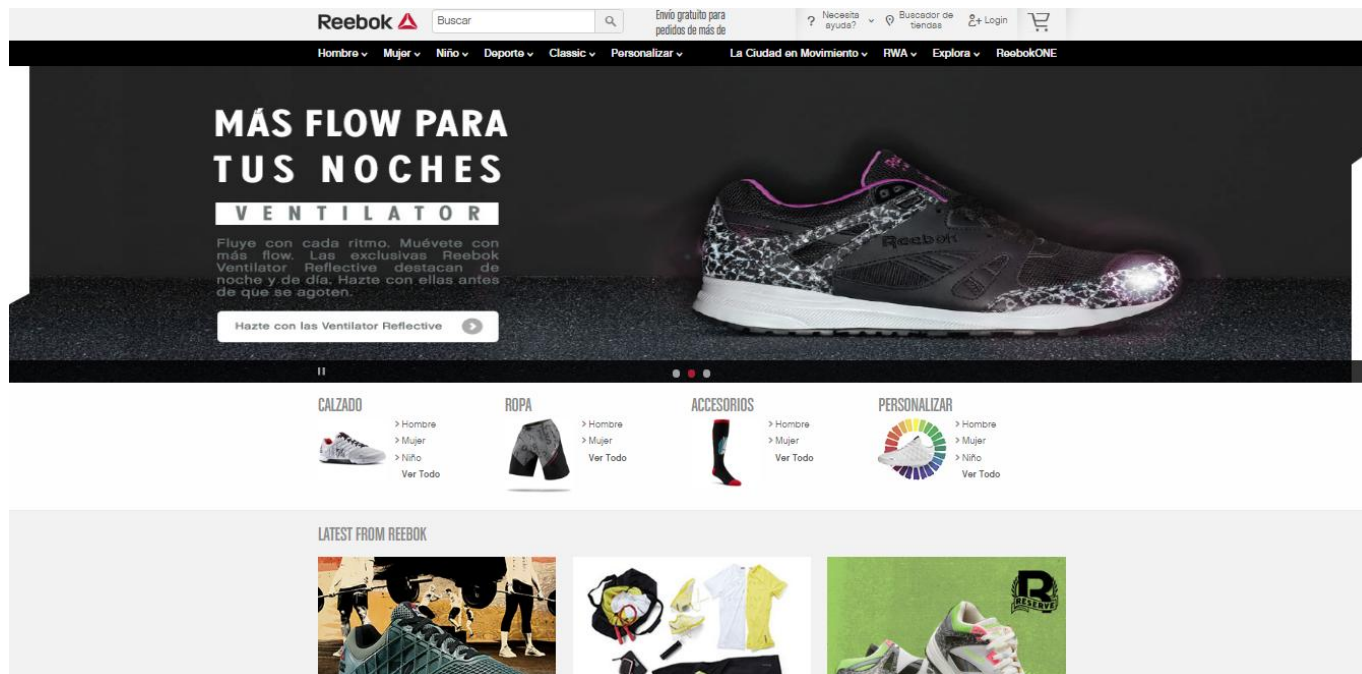 Reebok
Buscar
Envío gratuito para
pedidos de más de
? Necesita
ayuda?
Buscador de
tiendas
Login
Hombre Mujer Niño Deporte Classic Personalizar La Ciudad en Movimiento RWA Explora ReebokONE
MÁS FLOW PARA
TUS NOCHES
VENTILATOR
Fluye con cada ritmo. Muévete con
más flow. Las exclusivas Reebok
Ventilator Reflective destacan de
noche y de día. Hazte con ellas antes
de que se agoten.
Hazte con las Ventilator Reflective
Reebok
CALZADO
> Hombre
> Mujer
> Niño
Ver Todo
ROPA
> Hombre
> Mujer
Ver Todo
ACCESORIOS
> Hombre
> Mujer
Ver Todo
PERSONALIZAR
> Hombre
> Mujer
> Niño
Ver Todo
LATEST FROM REEBOK
R
RESERVE